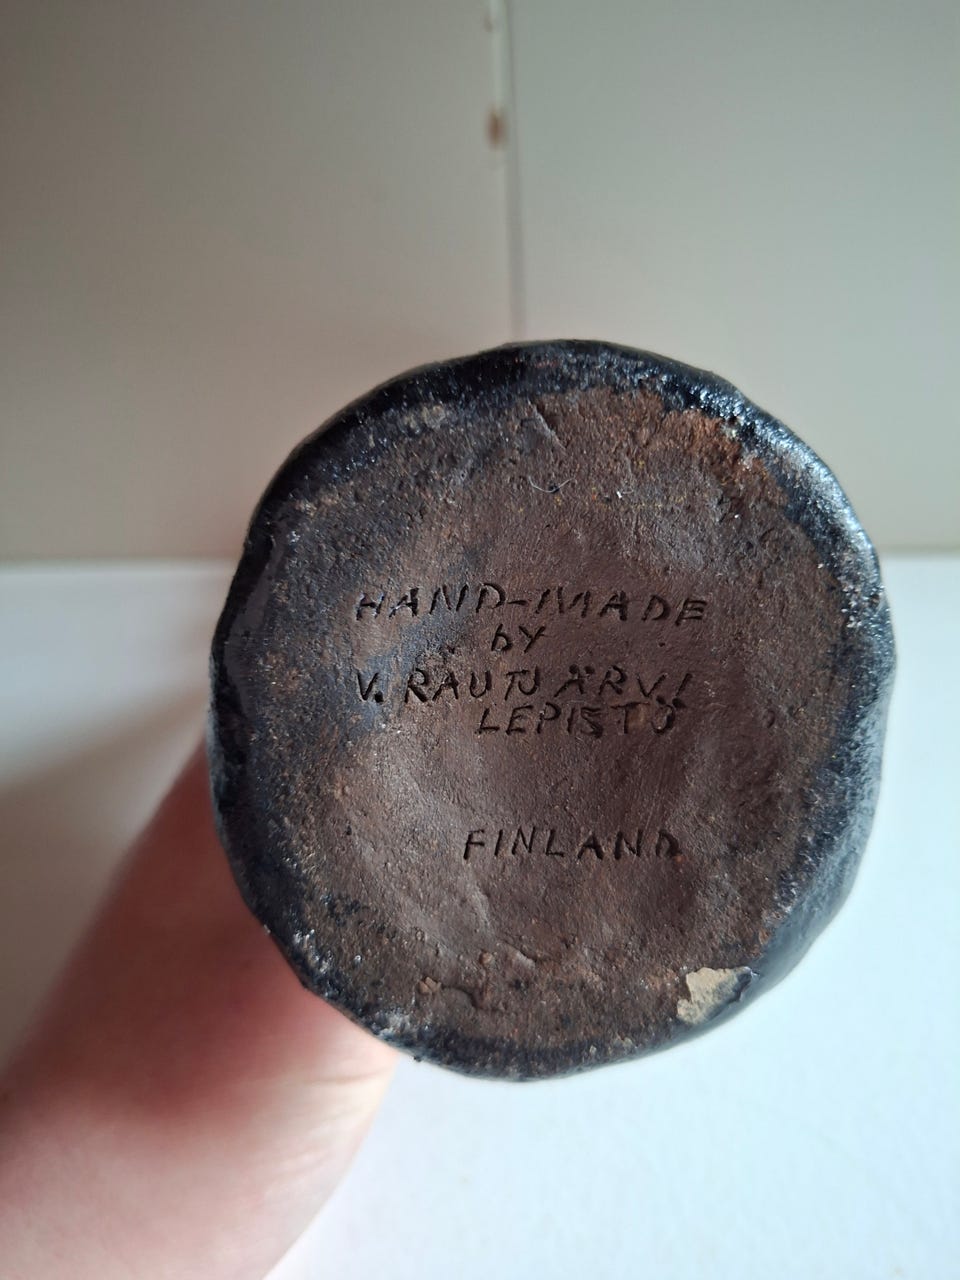 HAND-MADE
by
V. RAUTJÄRVI
LEPISTÖ
FINLAND